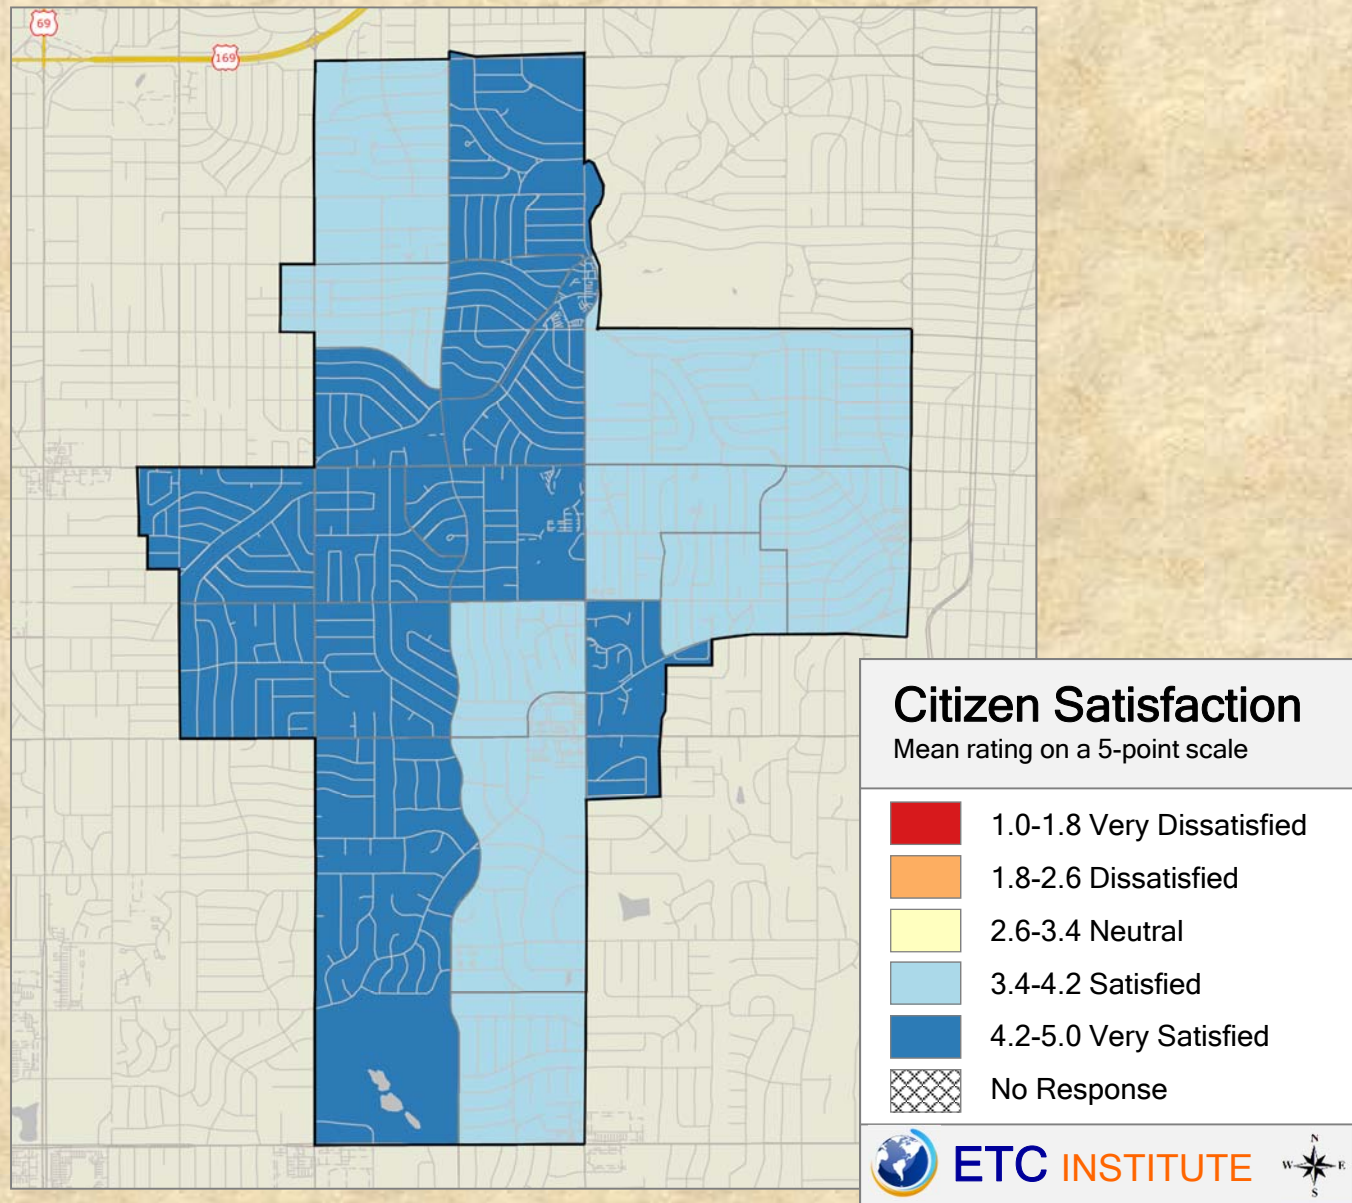 69
169
Citizen Satisfaction
Mean rating on a 5-point scale
1.0-1.8 Very Dissatisfied
1.8-2.6 Dissatisfied
2.6-3.4 Neutral
3.4-4.2 Satisfied
4.2-5.0 Very Satisfied
No Response
ETC INSTITUTE
N
W E
S